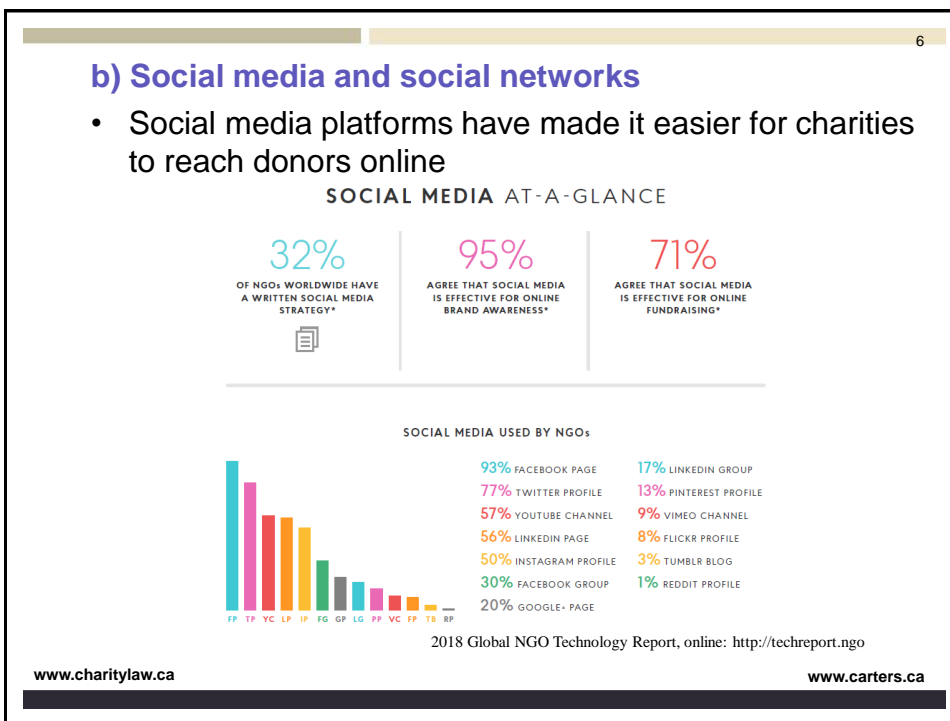 6
b) Social media and social networks
• Social media platforms have made it easier for charities
to reach donors online
SOCIAL MEDIA AT-A-GLANCE
32%
OF NGOs WORLDWIDE HAVE
A WRITTEN SOCIAL MEDIA
STRATEGY*
95%
AGREE THAT SOCIAL MEDIA
IS EFFECTIVE FOR ONLINE
BRAND AWARENESS*
71%
AGREE THAT SOCIAL MEDIA
IS EFFECTIVE FOR ONLINE
FUNDRAISING*
SOCIAL MEDIA USED BY NGOs
FP TP YC LP IP FG GP LG PP VC FP TB RP
93% FACEBOOK PAGE
77% TWITTER PROFILE
57% YOUTUBE CHANNEL
56% LINKEDIN PAGE
50% INSTAGRAM PROFILE
30% FACEBOOK GROUP
20% GOOGLE+ PAGE
17% LINKEDIN GROUP
13% PINTEREST PROFILE
9% VIMEO CHANNEL
8% FLICKR PROFILE
3% TUMBLR BLOG
1% REDDIT PROFILE
2018 Global NGO Technology Report, online: http://techreport.ngo
www.charitylaw.ca
www.carters.ca